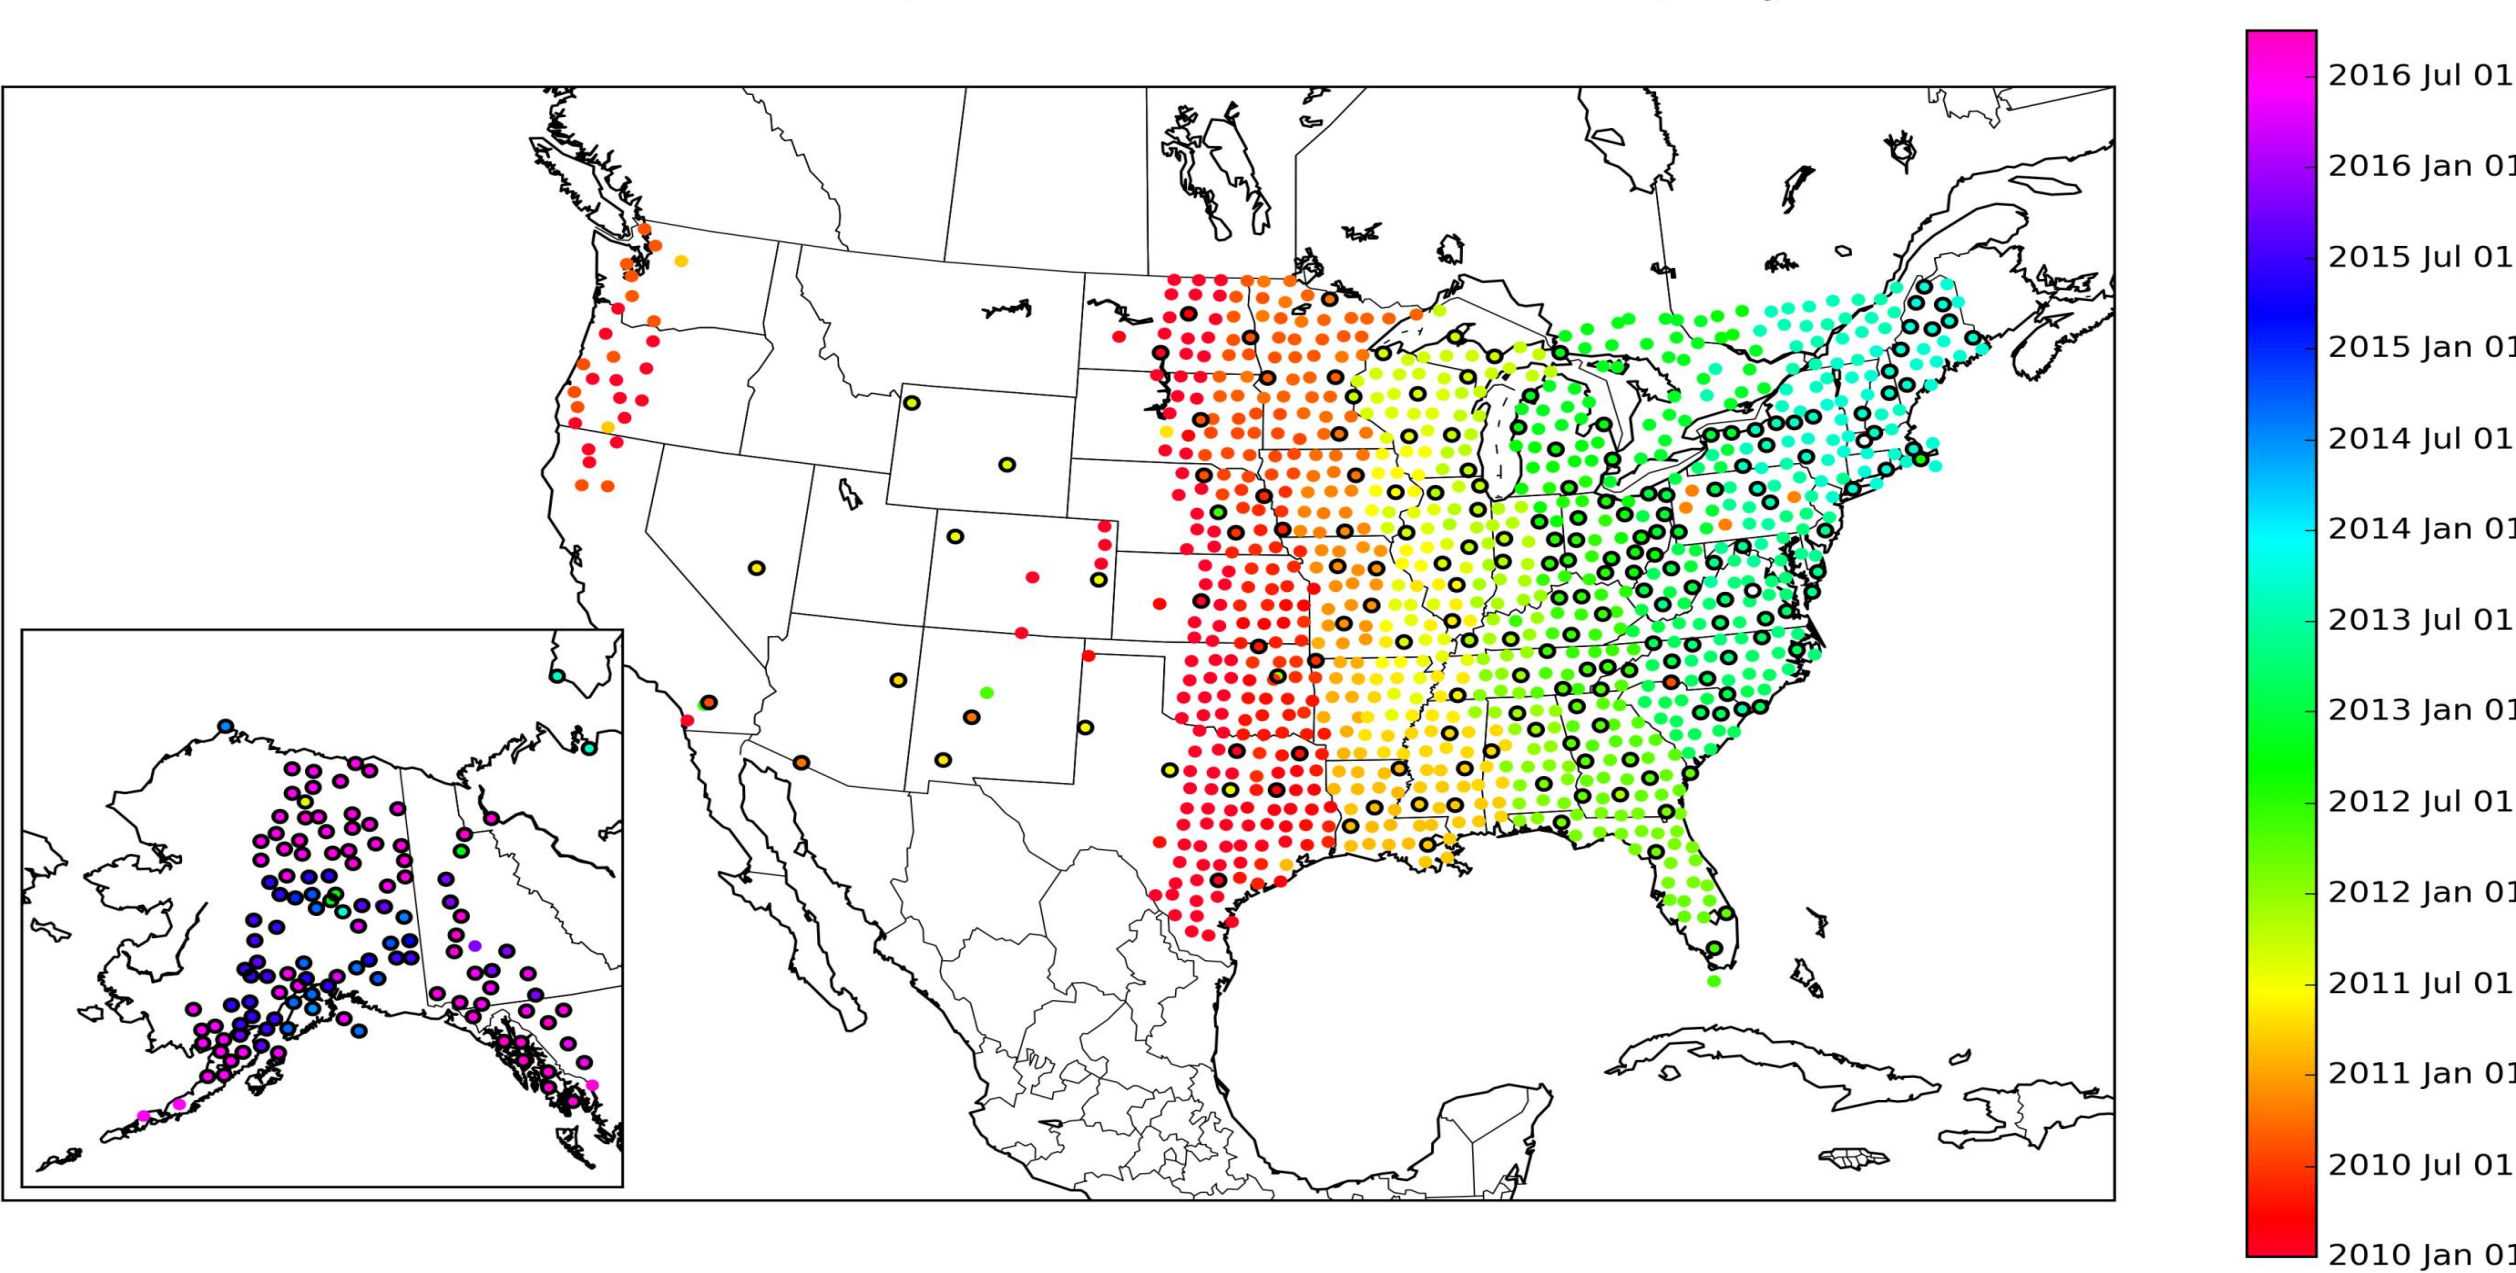 2016 Jul 01
2016 Jan 01
2015 Jul 01
2015 Jan 01
2014 Jul 01
2014 Jan 01
2013 Jul 01
2013 Jan 01
2012 Jul 01
2012 Jan 01
2011 Jul 01
2011 Jan 01
2010 Jul 01
2010 Jan 01